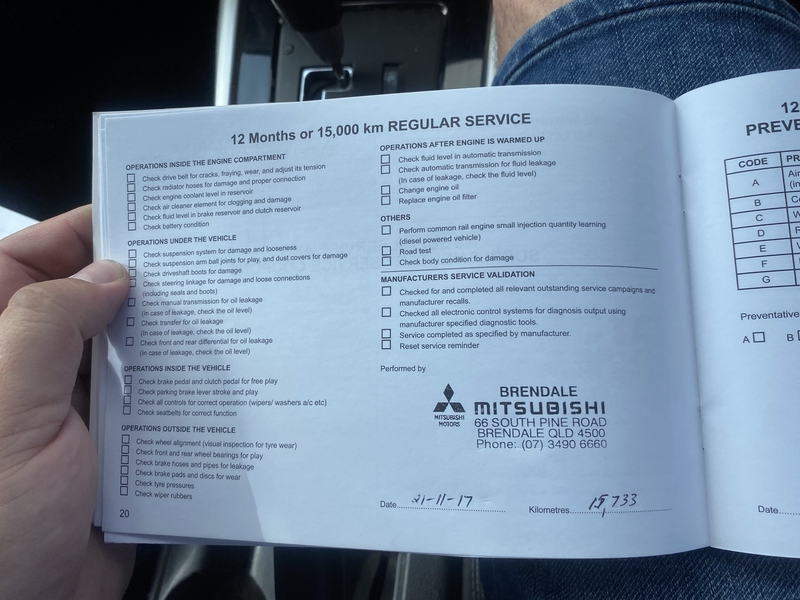 12 Months or 15,000 km REGULAR SERVICE
OPERATIONS INSIDE THE ENGINE COMPARTMENT
Check drive belt for cracks, fraying, wear, and adjust its tension
Check radiator hoses for damage and proper connection
Check engine coolant level in reservoir
Check air cleaner element for clogging and damage
Check fluid level in brake reservoir and clutch reservoir
Check battery condition
OPERATIONS UNDER THE VEHICLE
Check suspension system for damage and looseness
Check suspension arm ball joints for play, and dust covers for damage
Check driveshaft boots for damage
Check steering linkage for damage and loose connections
(including seals and boots)
Check manual transmission for oil leakage
(In case of leakage, check the oil level)
Check transfer for oil leakage
(In case of leakage, check the oil level)
Check front and rear differential for oil leakage
(In case of leakage, check the oil level)
OPERATIONS INSIDE THE VEHICLE
Check brake pedal and clutch pedal for free play
Check parking brake lever stroke and play
Check all controls for correct operation (wipers/ washers a/c etc)
Check seatbelts for correct function
OPERATIONS OUTSIDE THE VEHICLE
Check wheel alignment (visual inspection for tyre wear)
Check front and rear wheel bearings for play
Check brake hoses and pipes for leakage
Check brake pads and discs for wear
Check tyre pressures
Check wiper rubbers
20
OPERATIONS AFTER ENGINE IS WARMED UP
Check fluid level in automatic transmission
Check automatic transmission for fluid leakage
(In case of leakage, check the fluid level)
Change engine oil
Replace engine oil filter
OTHERS
Perform common rail engine small injection quantity learning
(diesel powered vehicle)
Road test
Check body condition for damage
MANUFACTURERS SERVICE VALIDATION
Checked for and completed all relevant outstanding service campaigns and
manufacturer recalls.
Checked all electronic control systems for diagnosis output using
manufacturer specified diagnostic tools.
Service completed as specified by manufacturer.
Reset service reminder
Performed by
MITSUBISHI
MOTORS
BRENDALE
MITSUBISHI
66 SOUTH PINE ROAD
BRENDALE QLD 4500
Phone: (07) 3490 6660
Date 21-11-17 Kilometres 15,733
12
PREVE
CODE PR
A Air
(in
B Ce
C W
D R
E
F
G
Preventative
A B
Date